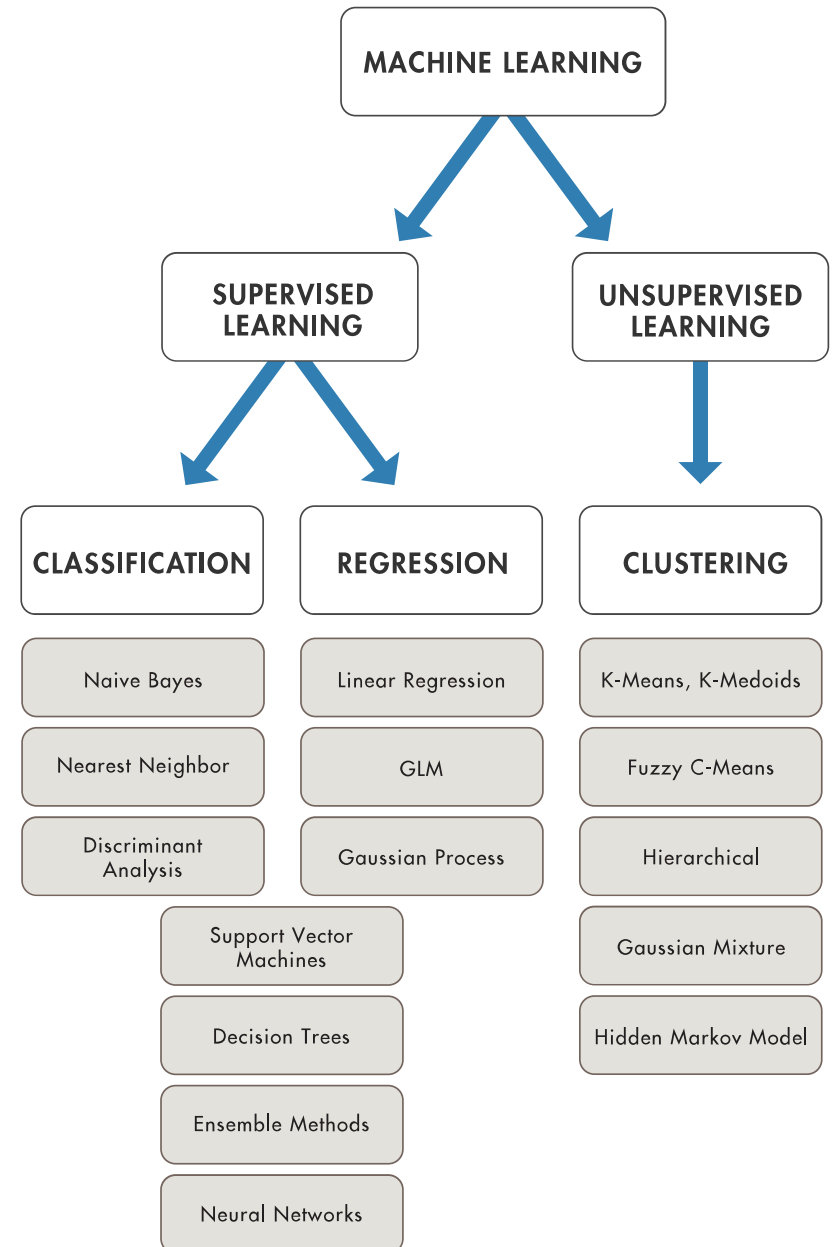 MACHINE LEARNING
SUPERVISED
LEARNING
UNSUPERVISED
LEARNING
CLASSIFICATION
REGRESSION
CLUSTERING
Naive Bayes
Linear Regression
K-Means, K-Medoids
Nearest Neighbor
GLM
Fuzzy C-Means
Discriminant
Analysis
Gaussian Process
Hierarchical
Support Vector
Machines
Gaussian Mixture
Decision Trees
Hidden Markov Model
Ensemble Methods
Neural Networks